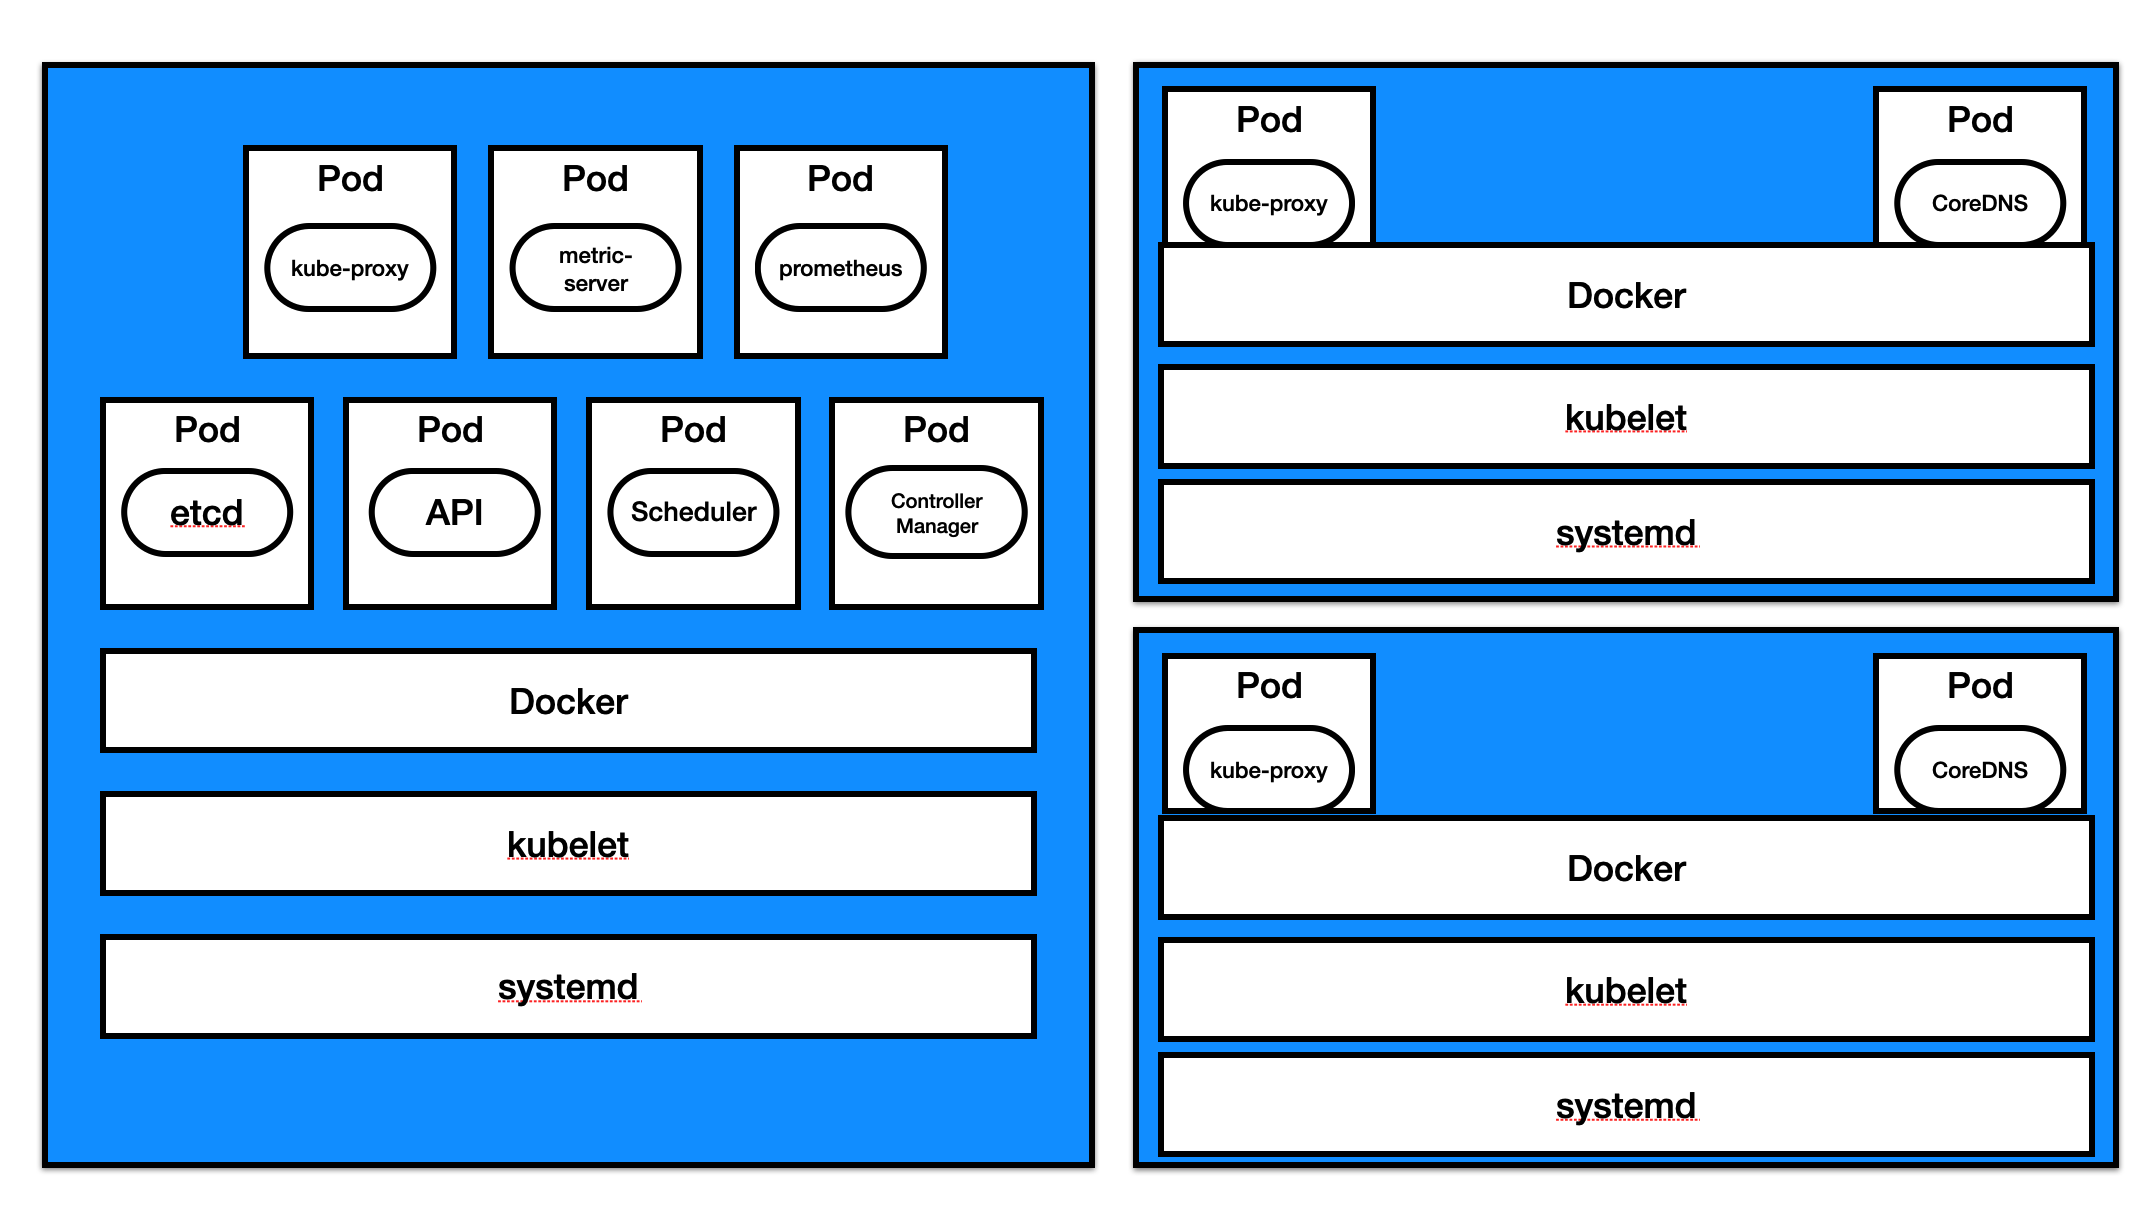 Pod
kube-proxy
Pod
metric-
server
Pod
prometheus
Pod
etcd
Pod
API
Pod
Scheduler
Pod
Controller
Manager
Docker
kubelet
systemd
Pod
kube-proxy
Pod
CoreDNS
Docker
kubelet
systemd
Pod
kube-proxy
Pod
CoreDNS
Docker
kubelet
systemd